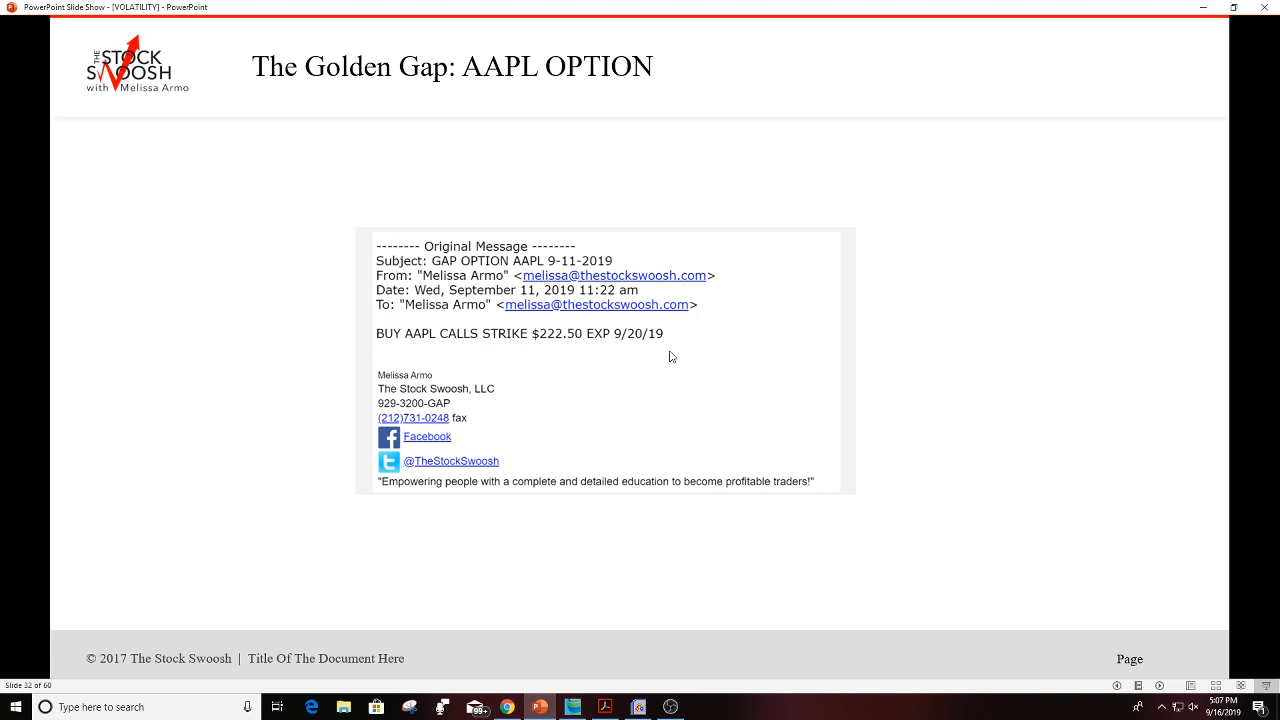 PowerPoint Slide Show - [VOLATILITY] - PowerPoint
THE STOCK SWOOSH
with Melissa Armo
The Golden Gap: AAPL OPTION
-------- Original Message --------
Subject: GAP OPTION AAPL 9-11-2019
From: "Melissa Armo" <melissa@thestockswoosh.com>
Date: Wed, September 11, 2019 11:22 am
To: "Melissa Armo" <melissa@thestockswoosh.com>
BUY AAPL CALLS STRIKE $222.50 EXP 9/20/19
Melissa Armo
The Stock Swoosh, LLC
929-3200-GAP
(212)731-0248 fax
Facebook
@TheStockSwoosh
"Empowering people with a complete and detailed education to become profitable traders!"
© 2017 The Stock Swoosh | Title Of The Document Here
Page
Slide 32 of 60
Type here to search
99+
5:07 PM
9/16/2019